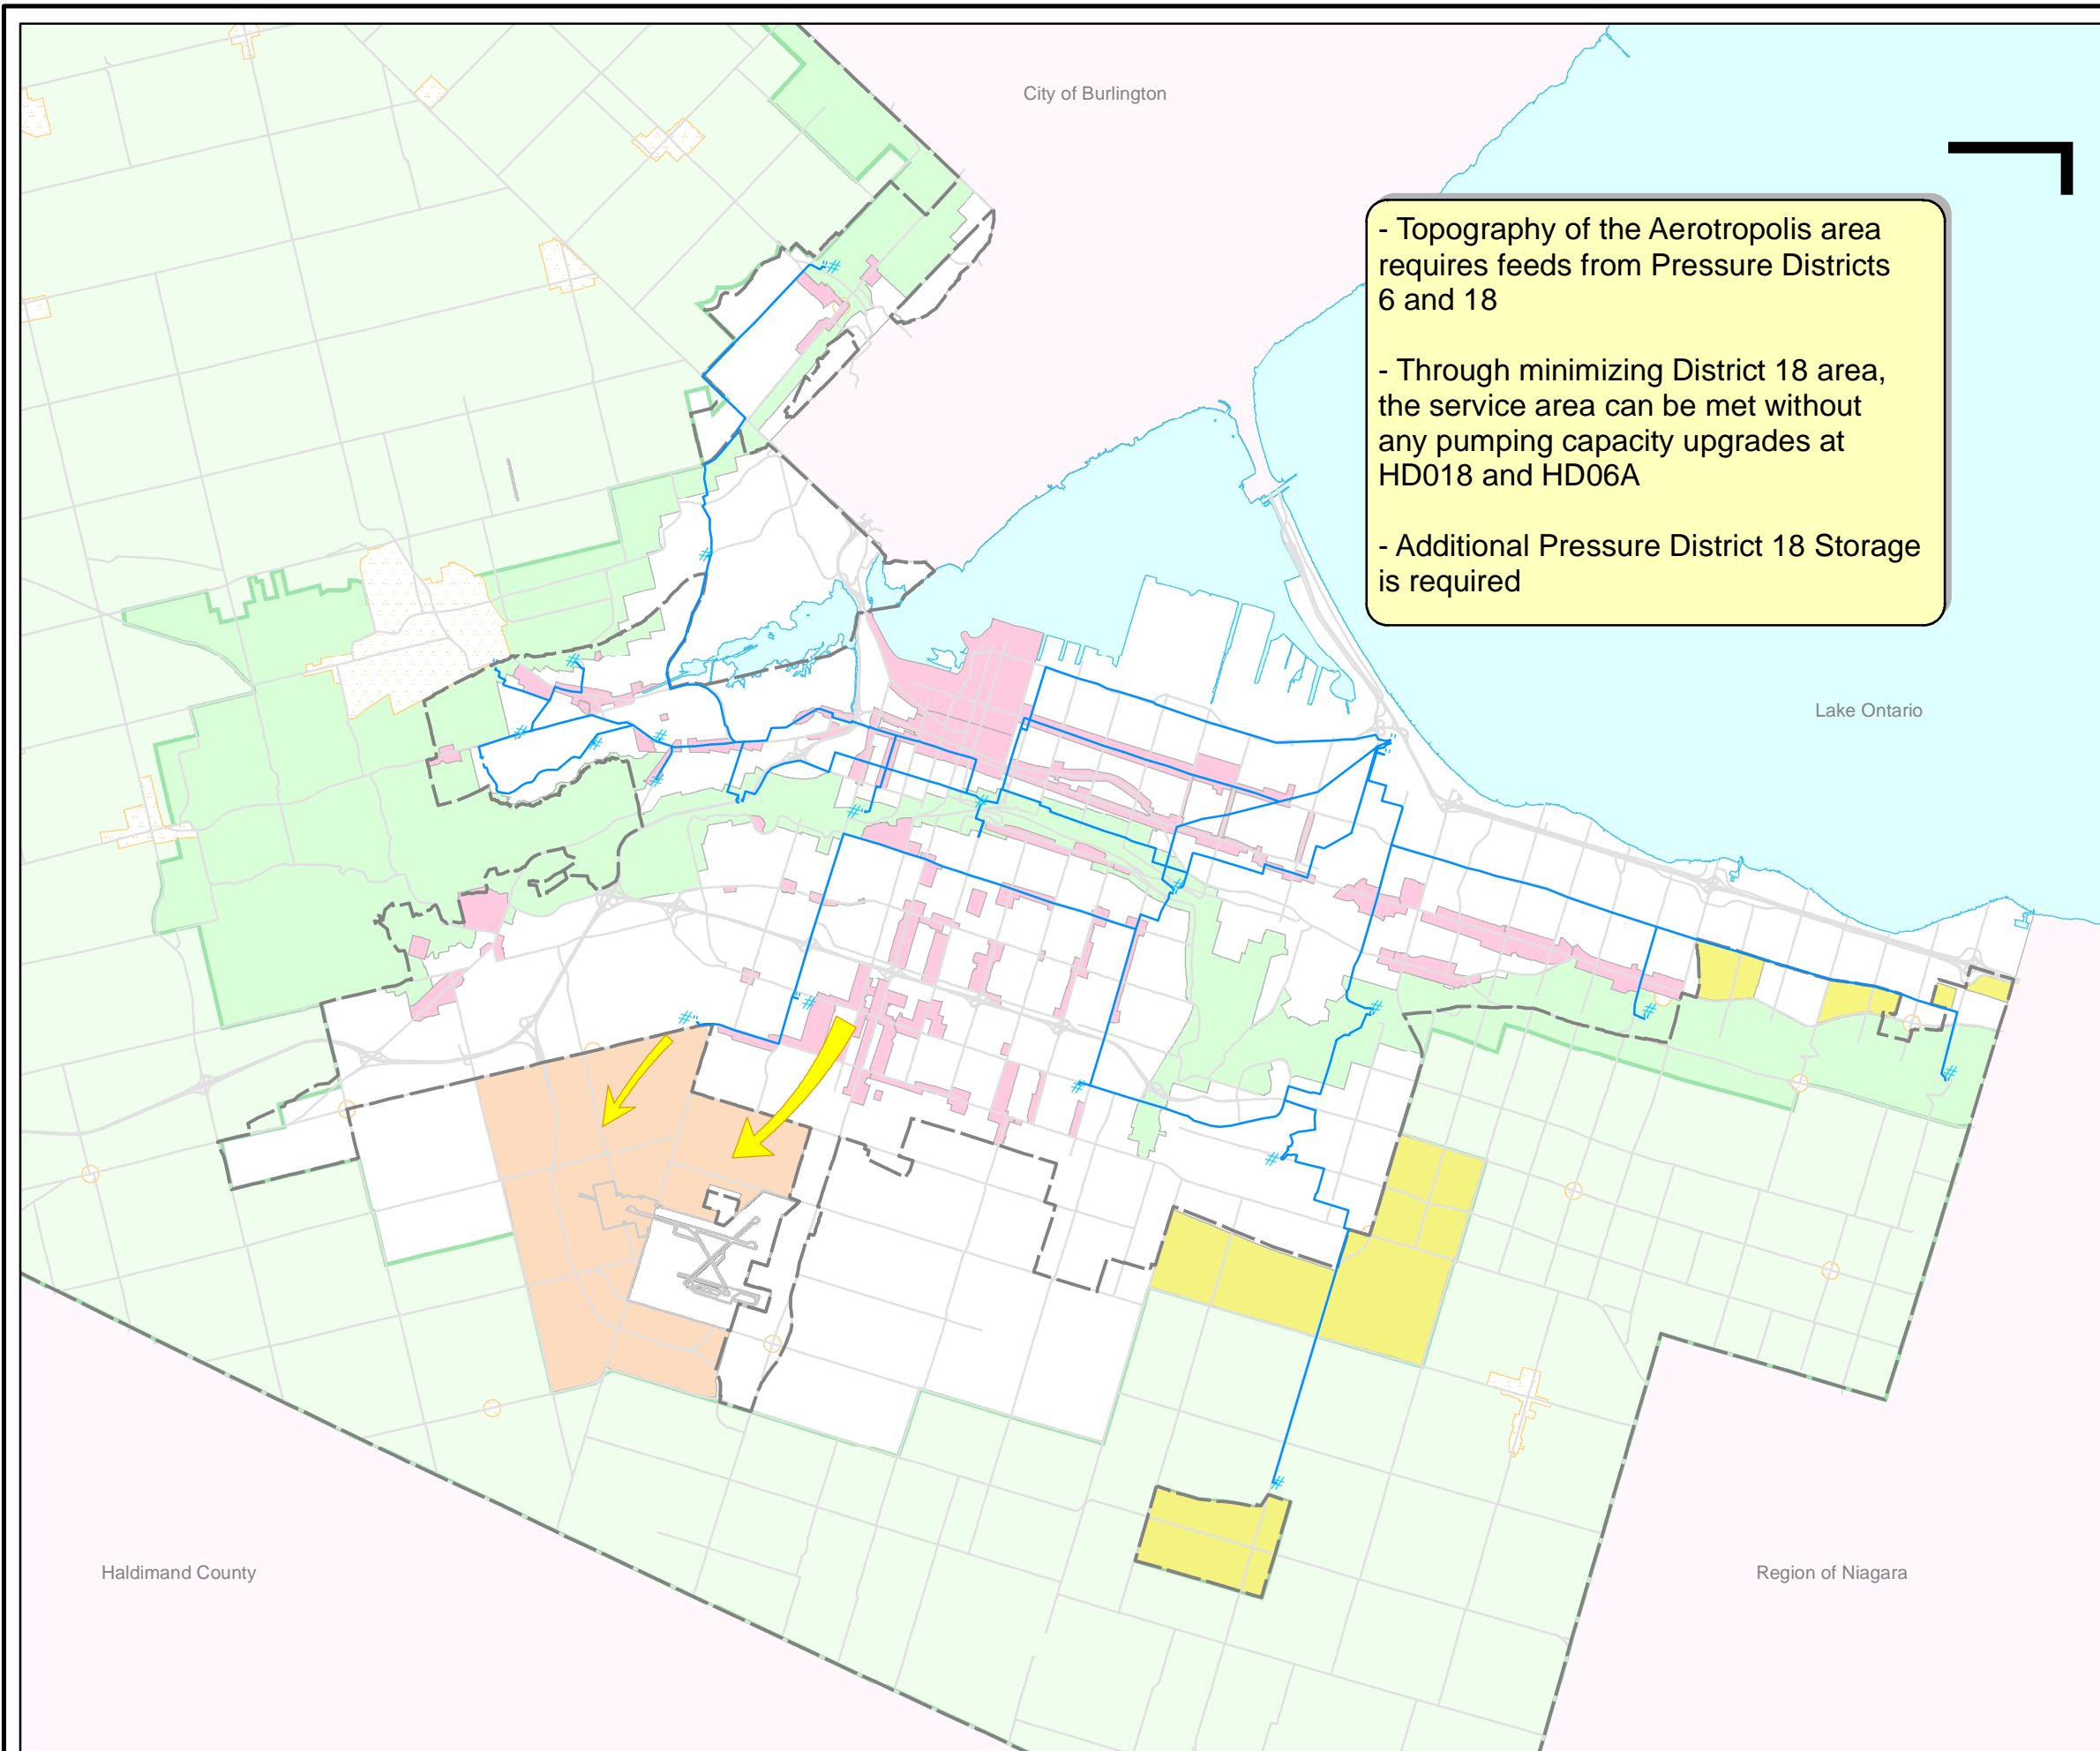 City of Burlington
- Topography of the Aerotropolis area
requires feeds from Pressure Districts
6 and 18
- Through minimizing District 18 area,
the service area can be met without
any pumping capacity upgrades at
HD018 and HD06A
- Additional Pressure District 18 Storage
is required
Lake Ontario
Haldimand County
Region of Niagara